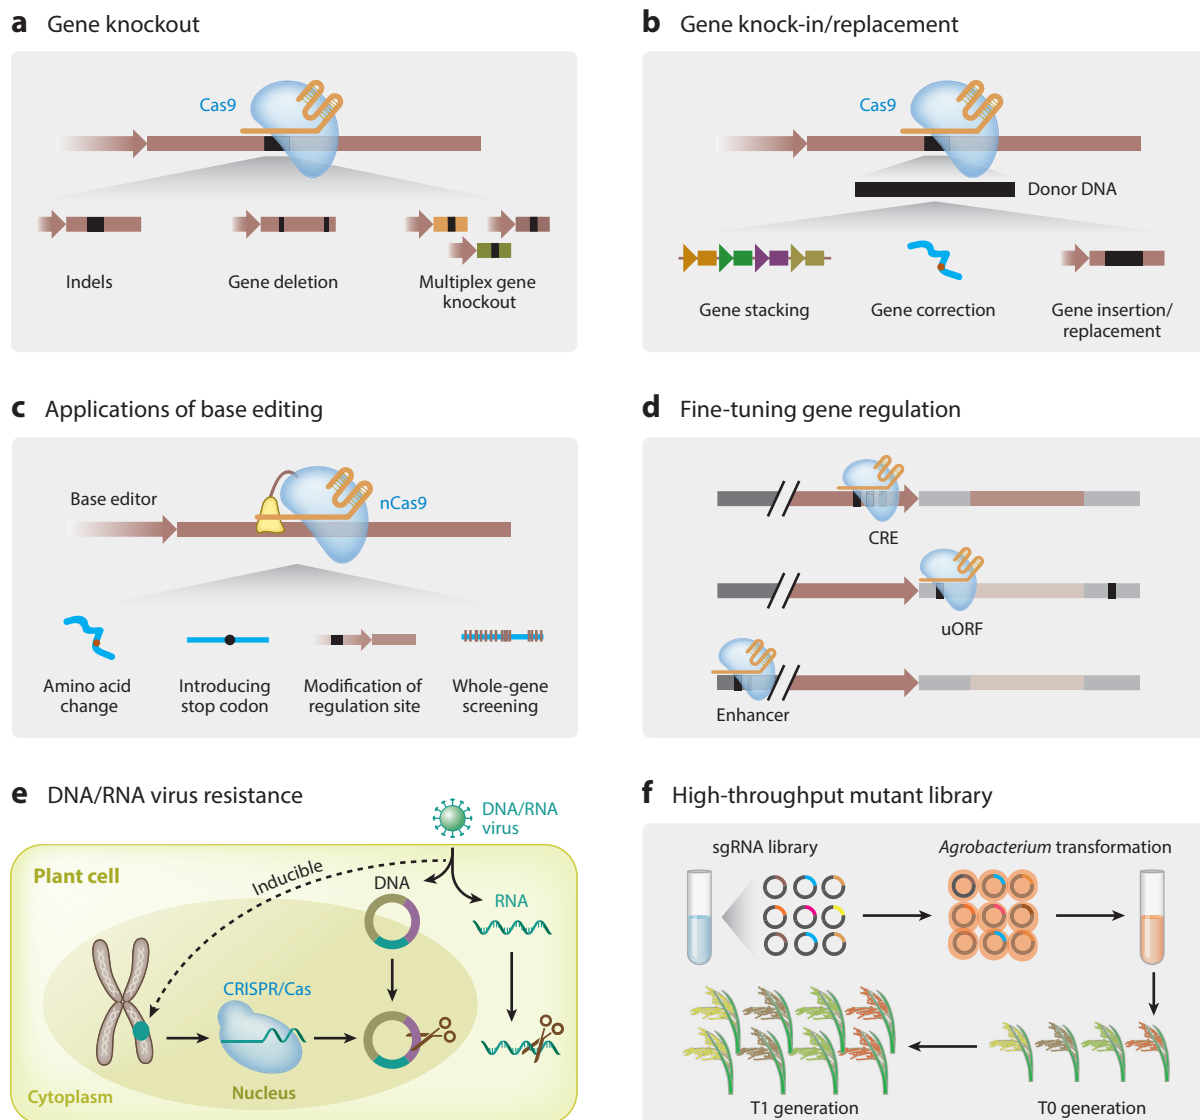 a Gene knockout
Cas9
Indels
Gene deletion
Multiplex gene
knockout
b Gene knock-in/replacement
Cas9
Donor DNA
Gene stacking
Gene correction
Gene insertion/
replacement
c Applications of base editing
Base editor
nCas9
Amino acid
change
Introducing
stop codon
Modification of
regulation site
Whole-gene
screening
d Fine-tuning gene regulation
CRE
uORF
Enhancer
e DNA/RNA virus resistance
DNA/RNA
virus
Plant cell
Inducible
DNA
RNA
CRISPR/Cas
Nucleus
Cytoplasm
f High-throughput mutant library
sgRNA library
Agrobacterium transformation
T1 generation
T0 generation